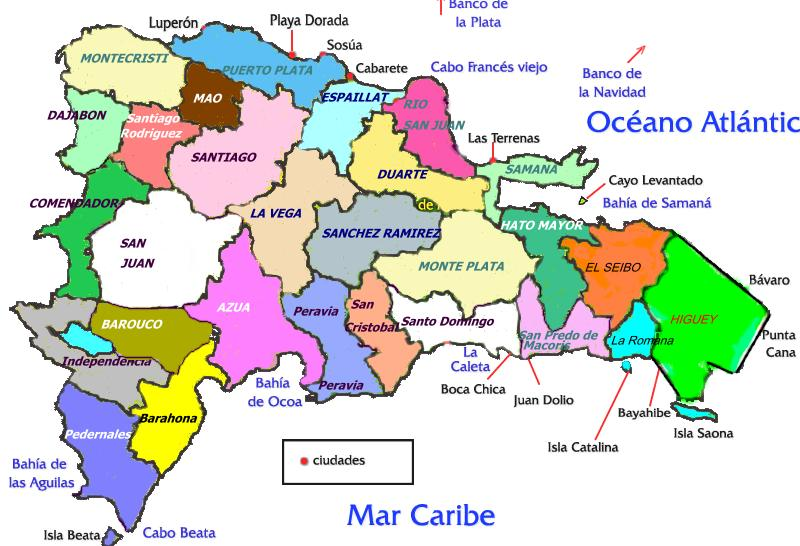 Banco de
la Plata
Luperón
Playa Dorada
Sosúa
Cabarete
Cabo Francés viejo
Banco de
la Navidad
Océano Atlántic
MONTECRISTI
PUERTO PLATA
MAO
ESPAILLAT
RIO
SAN JUAN
DAJABON
Santiago
Rodriguez
SANTIAGO
Las Terrenas
SAMANA
DUARTE
Cayo Levantado
Bahía de Samaná
COMENDADOR
LA VEGA
de
SAN
JUAN
SANCHEZ RAMIREZ
HATO MAYOR
MONTE PLATA
EL SEIBO
Bávaro
AZUA
Peravia
San
Cristobal
Santo Domingo
HIGUEY
BAROUCO
San Predo de
Macoris
La Romana
Punta
Cana
Independencia
La
Caleta
Peravia
Bahía
de Ocoa
Boca Chica
Juan Dolio
Bayahibe
Isla Saona
Isla Catalina
Barahona
Pedernales
Bahía de
las Aguilas
ciudades
Mar Caribe
Isla Beata
Cabo Beata